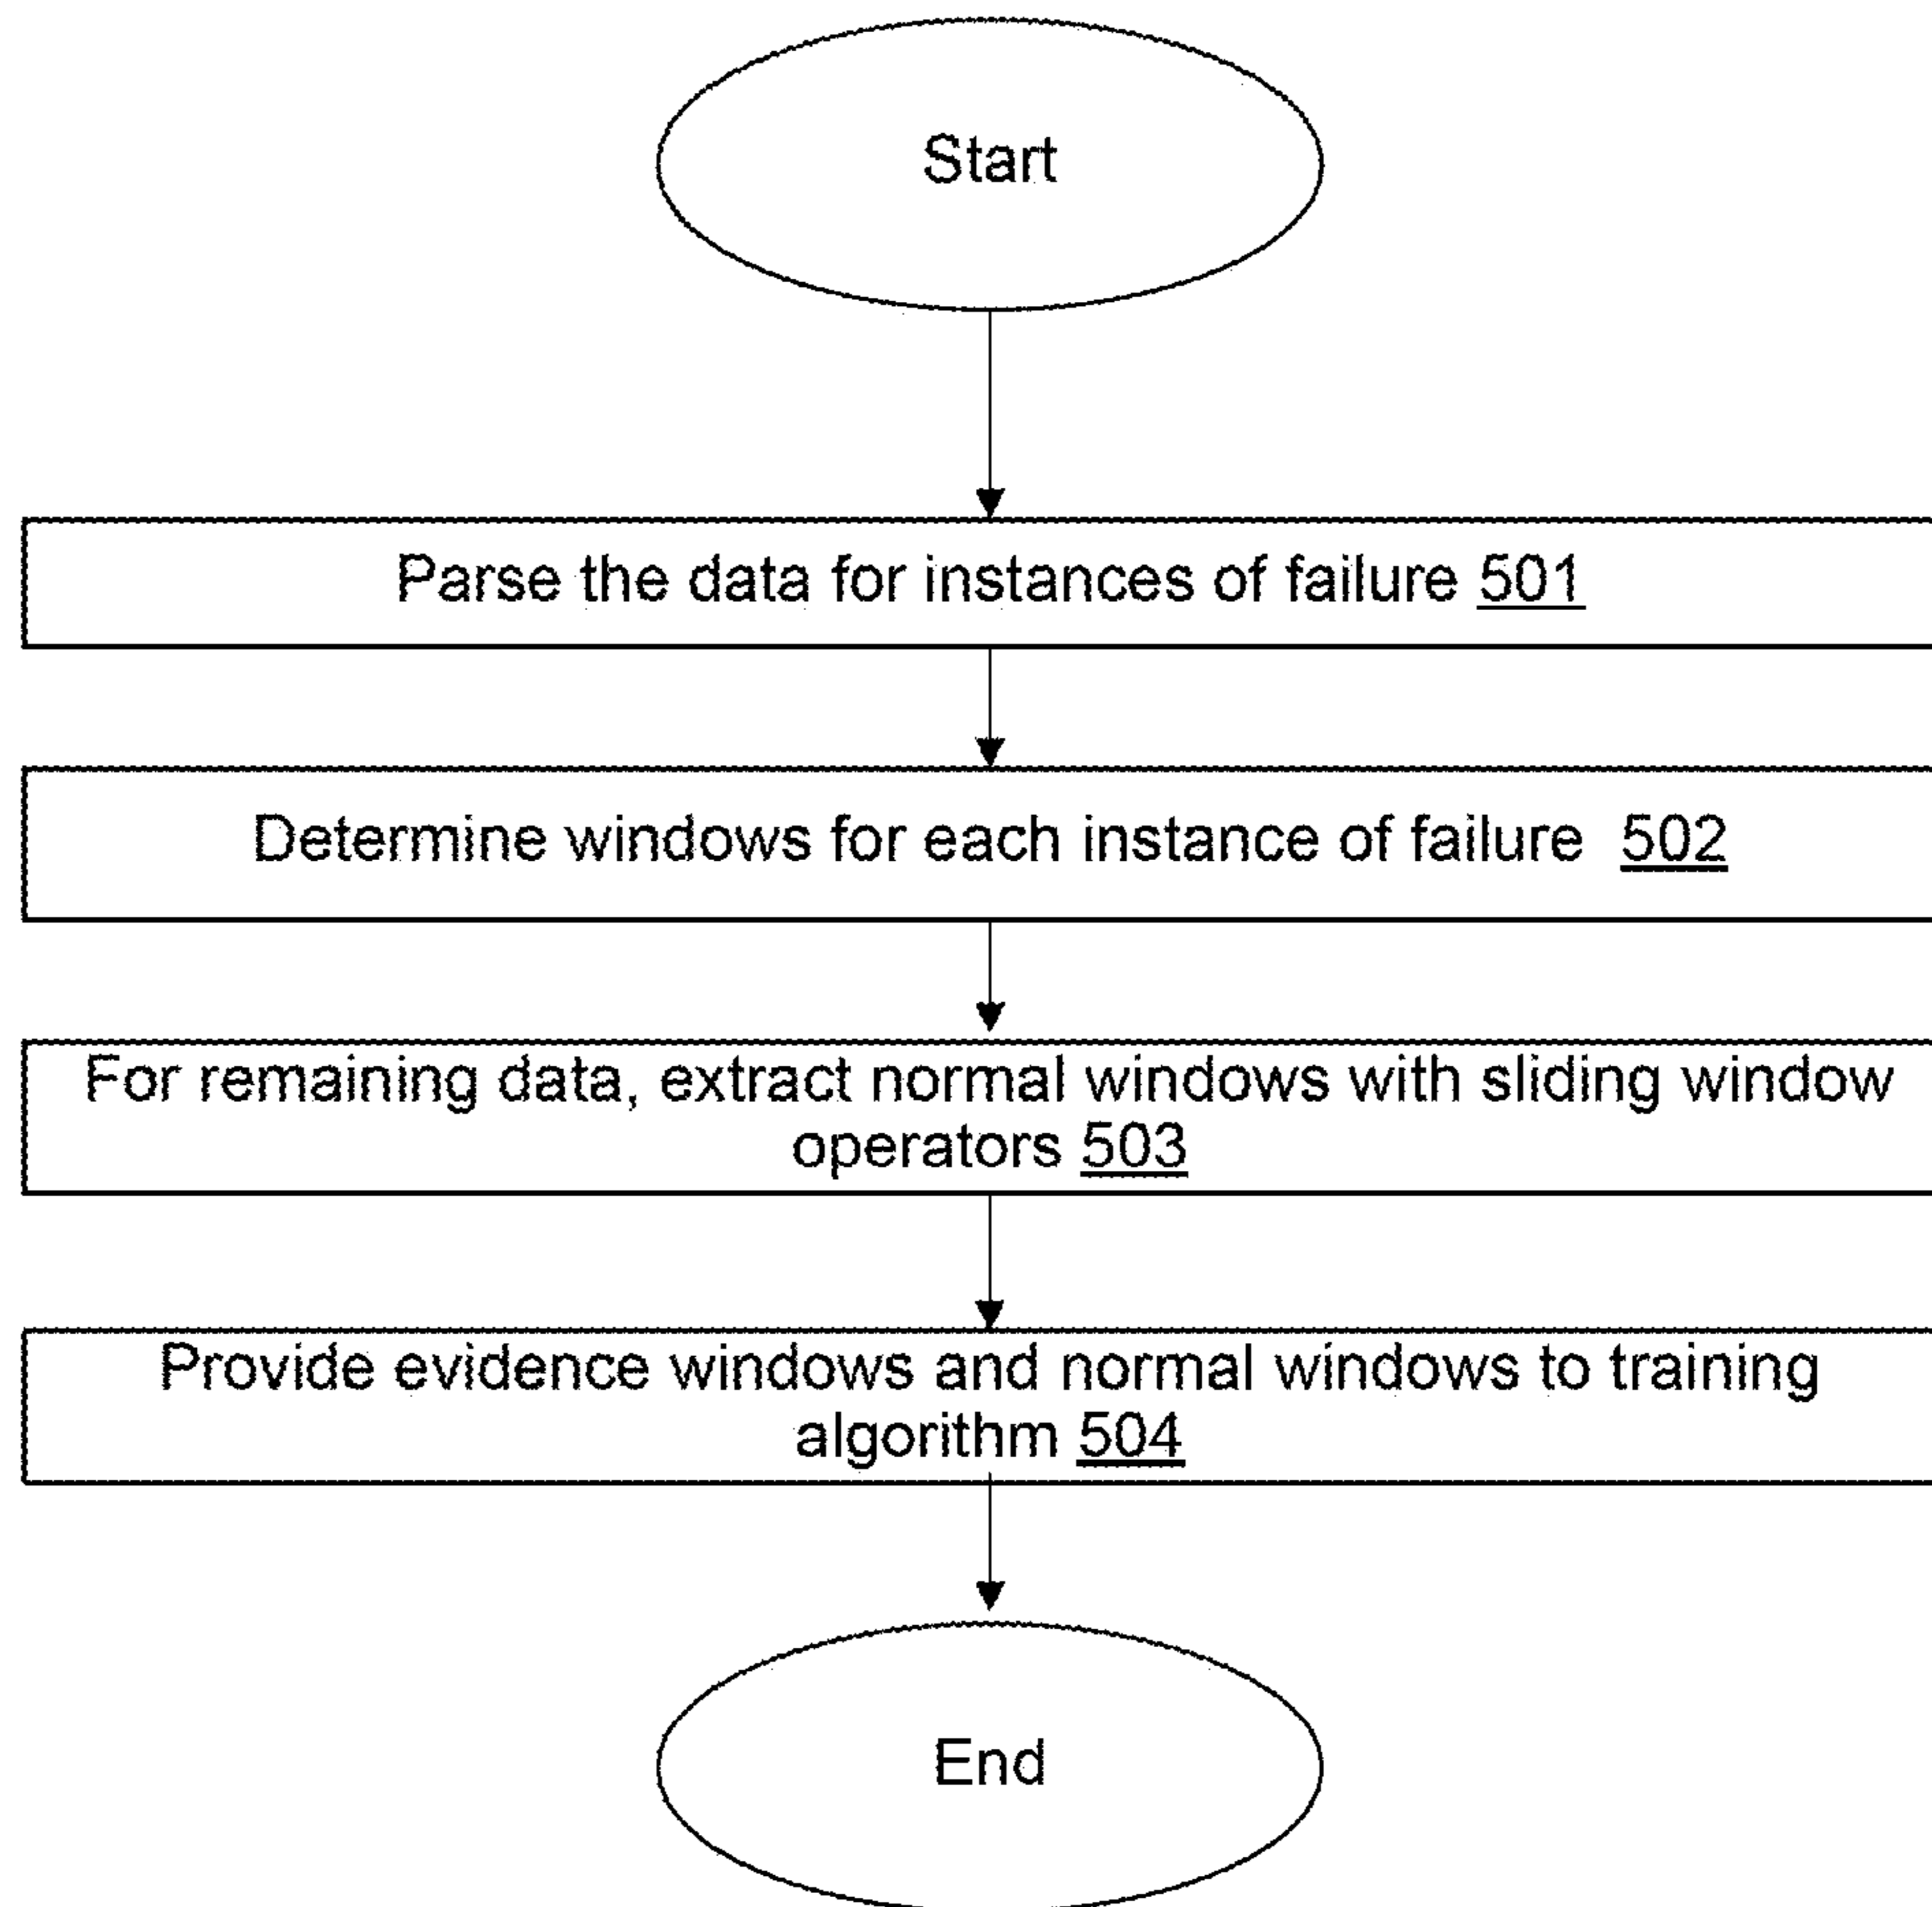 Start
Parse the data for instances of failure 501
Determine windows for each instance of failure 502
For remaining data, extract normal windows with sliding window
operators 503
Provide evidence windows and normal windows to training
algorithm 504
End